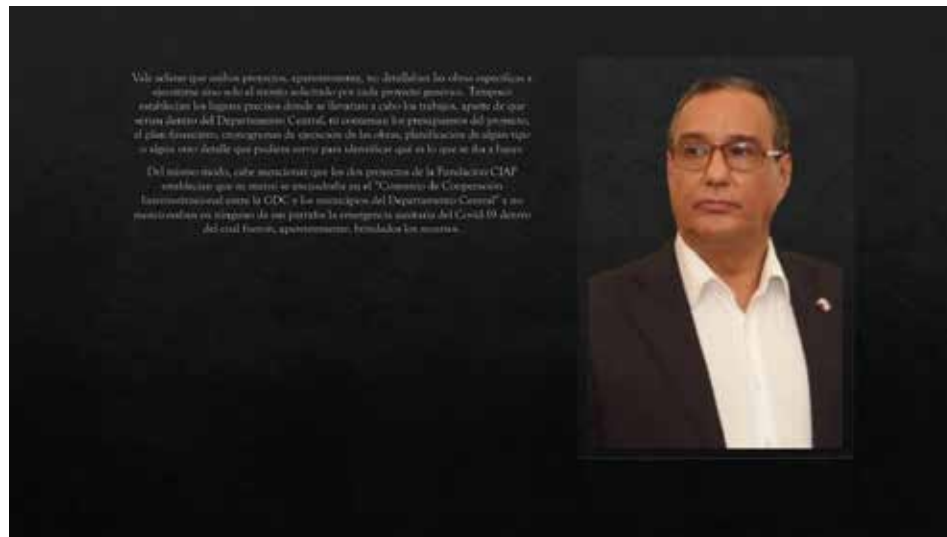 Vale aclarar que ambos proyectos, aparentemente, no detallaban las obras específicas a
ejecutarse sino solo el monto solicitado por cada proyecto genérico. Tampoco
establecían los lugares precisos donde se llevarían a cabo los trabajos, aparte de que
serían dentro del Departamento Central, ni contenían los presupuestos del proyecto,
el plan financiero, cronogramas de ejecución de las obras, planificación de algún tipo
o algún otro detalle que pudiera servir para identificar qué es lo que se iba a hacer.
Del mismo modo, cabe mencionar que los dos proyectos de la Fundación CIAP
establecían que su marco se encuadraba en el "Convenio de Cooperación
Interinstitucional entre la GDC y los municipios del Departamento Central" y no
mencionaban en ninguno de sus partidos la emergencia sanitaria del Covid-19 dentro
del cual fueron, aparentemente, brindados los recursos.